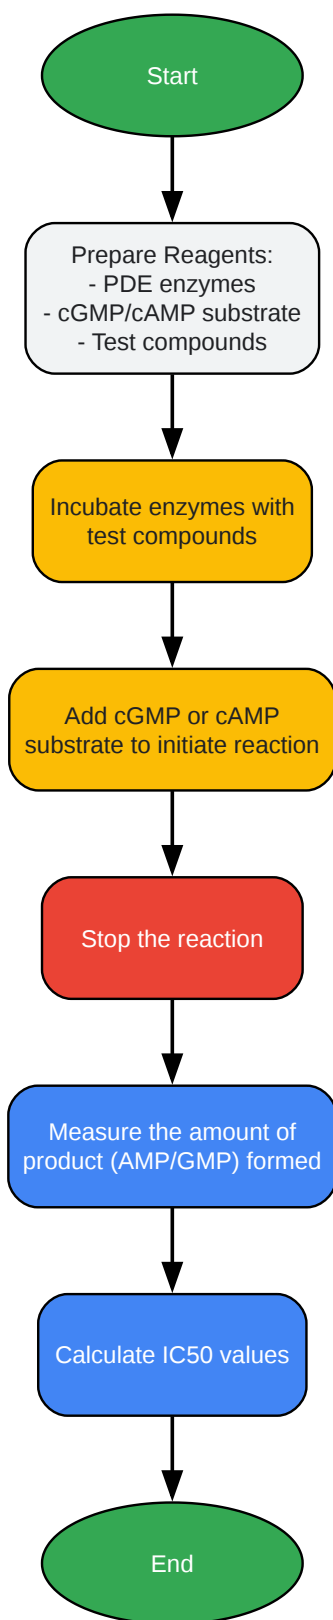 Start
Prepare Reagents:
- PDE enzymes
- cGMP/cAMP substrate
- Test compounds
Incubate enzymes with
test compounds
Add cGMP or cAMP
substrate to initiate reaction
Stop the reaction
Measure the amount of
product (AMP/GMP) formed
Calculate IC50 values
End